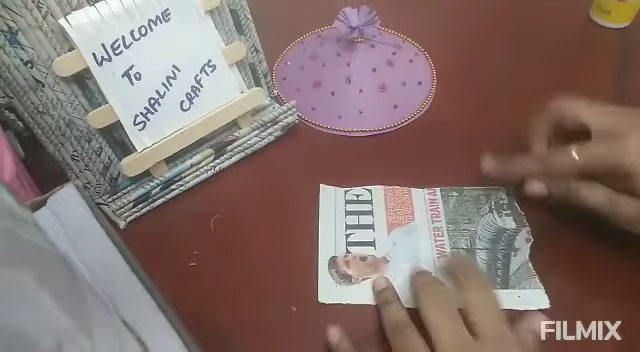 WELCOME
TO
SHALINI
CRAFTS
THE
WATER TRAIN A
FILMIX